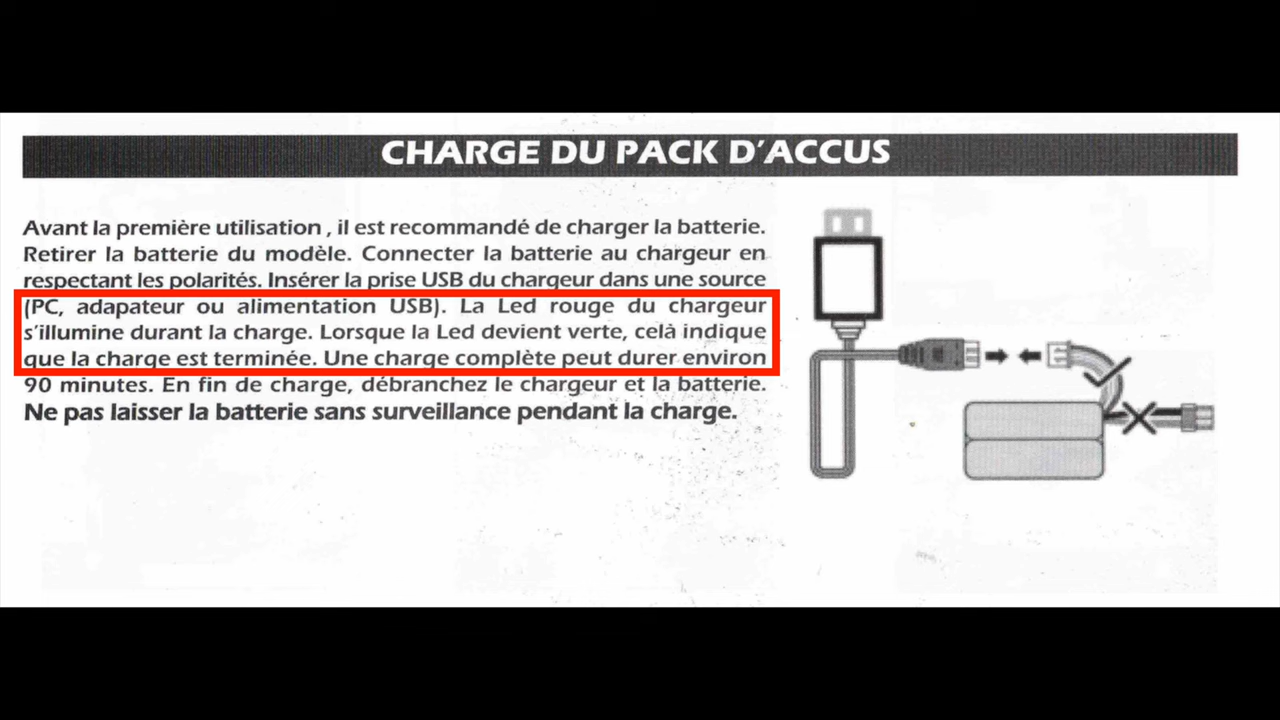 CHARGE DU PACK D'ACCUS
Avant la première utilisation , il est recommandé de charger la batterie.
Retirer la batterie du modèle. Connecter la batterie au chargeur en
respectant les polarités. Insérer la prise USB du chargeur dans une source
(PC, adapateur ou alimentation USB). La Led rouge du chargeur
s'illumine durant la charge. Lorsque la Led devient verte, celà indique
que la charge est terminée. Une charge complète peut durer environ
90 minutes. En fin de charge, débranchez le chargeur et la batterie.
Ne pas laisser la batterie sans surveillance pendant la charge.